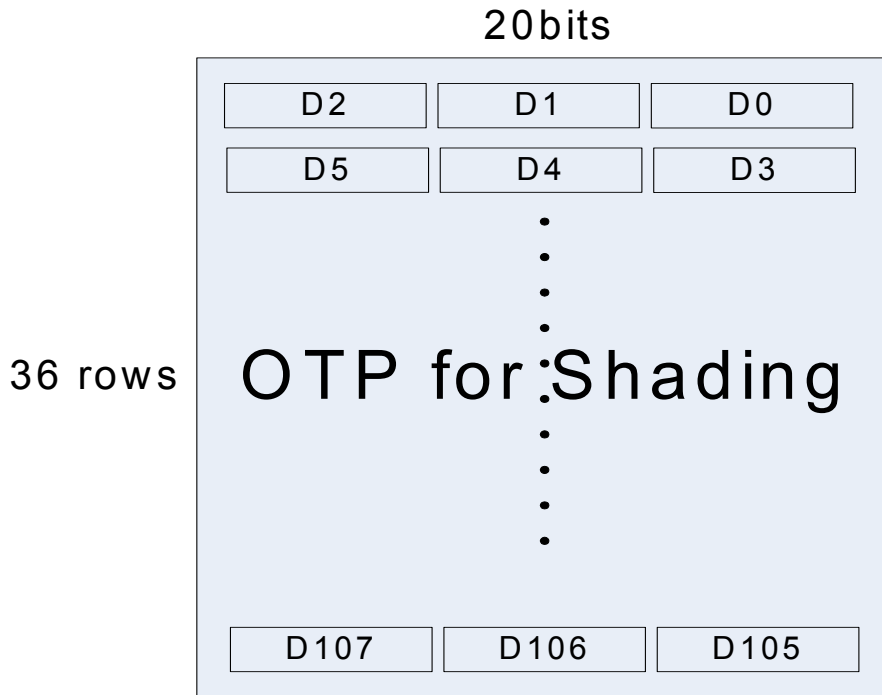 20bits
D2 D1 D0
D5 D4 D3
36 rows
OTP for Shading
D107 D106 D105